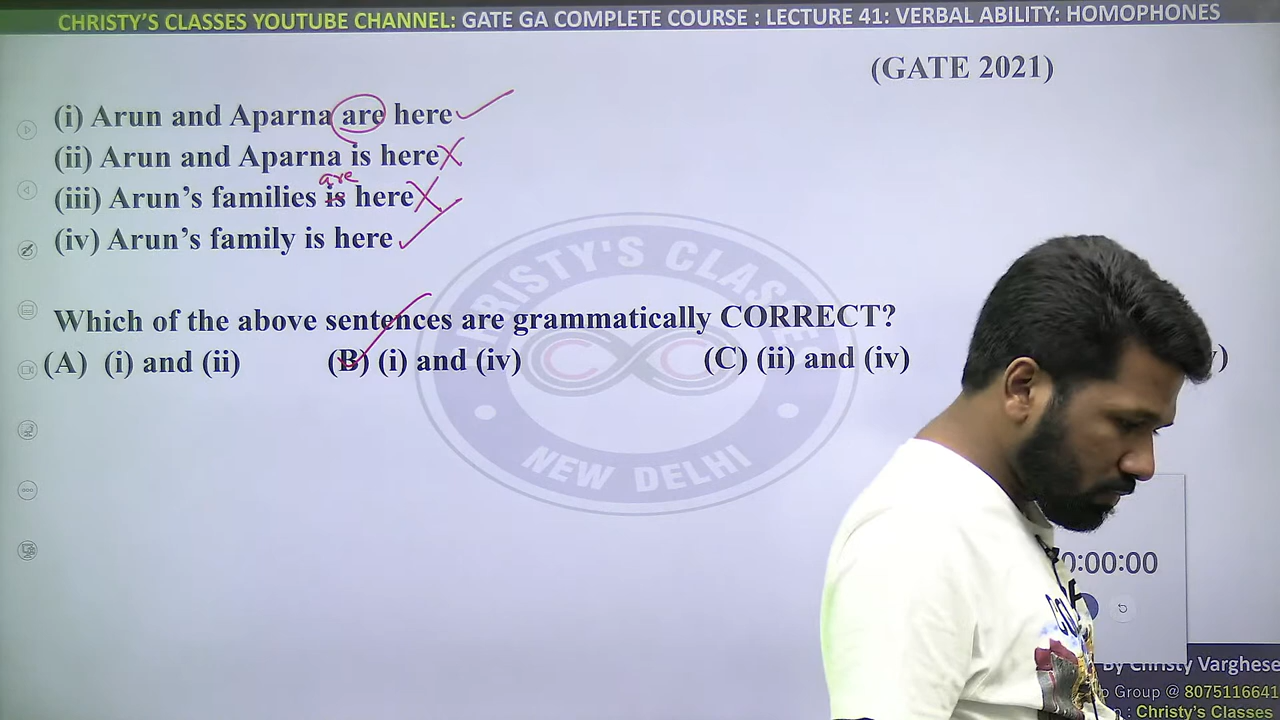 CHRISTY'S CLASSES YOUTUBE CHANNEL: GATE GA COMPLETE COURSE : LECTURE 41: VERBAL ABILITY: HOMOPHONES
(GATE 2021)
(i) Arun and Aparna are here
(ii) Arun and Aparna is here
are
(iii) Arun's families is here
(iv) Arun's family is here
Which of the above sentences are grammatically CORRECT?
(A) (i) and (ii) (B) (i) and (iv) (C) (ii) and (iv)
CHRISTY'S CLASSE
NEW DELHI
0:00:00
By Christy Varghese
Group @ 8075116641
: Christy's Classes